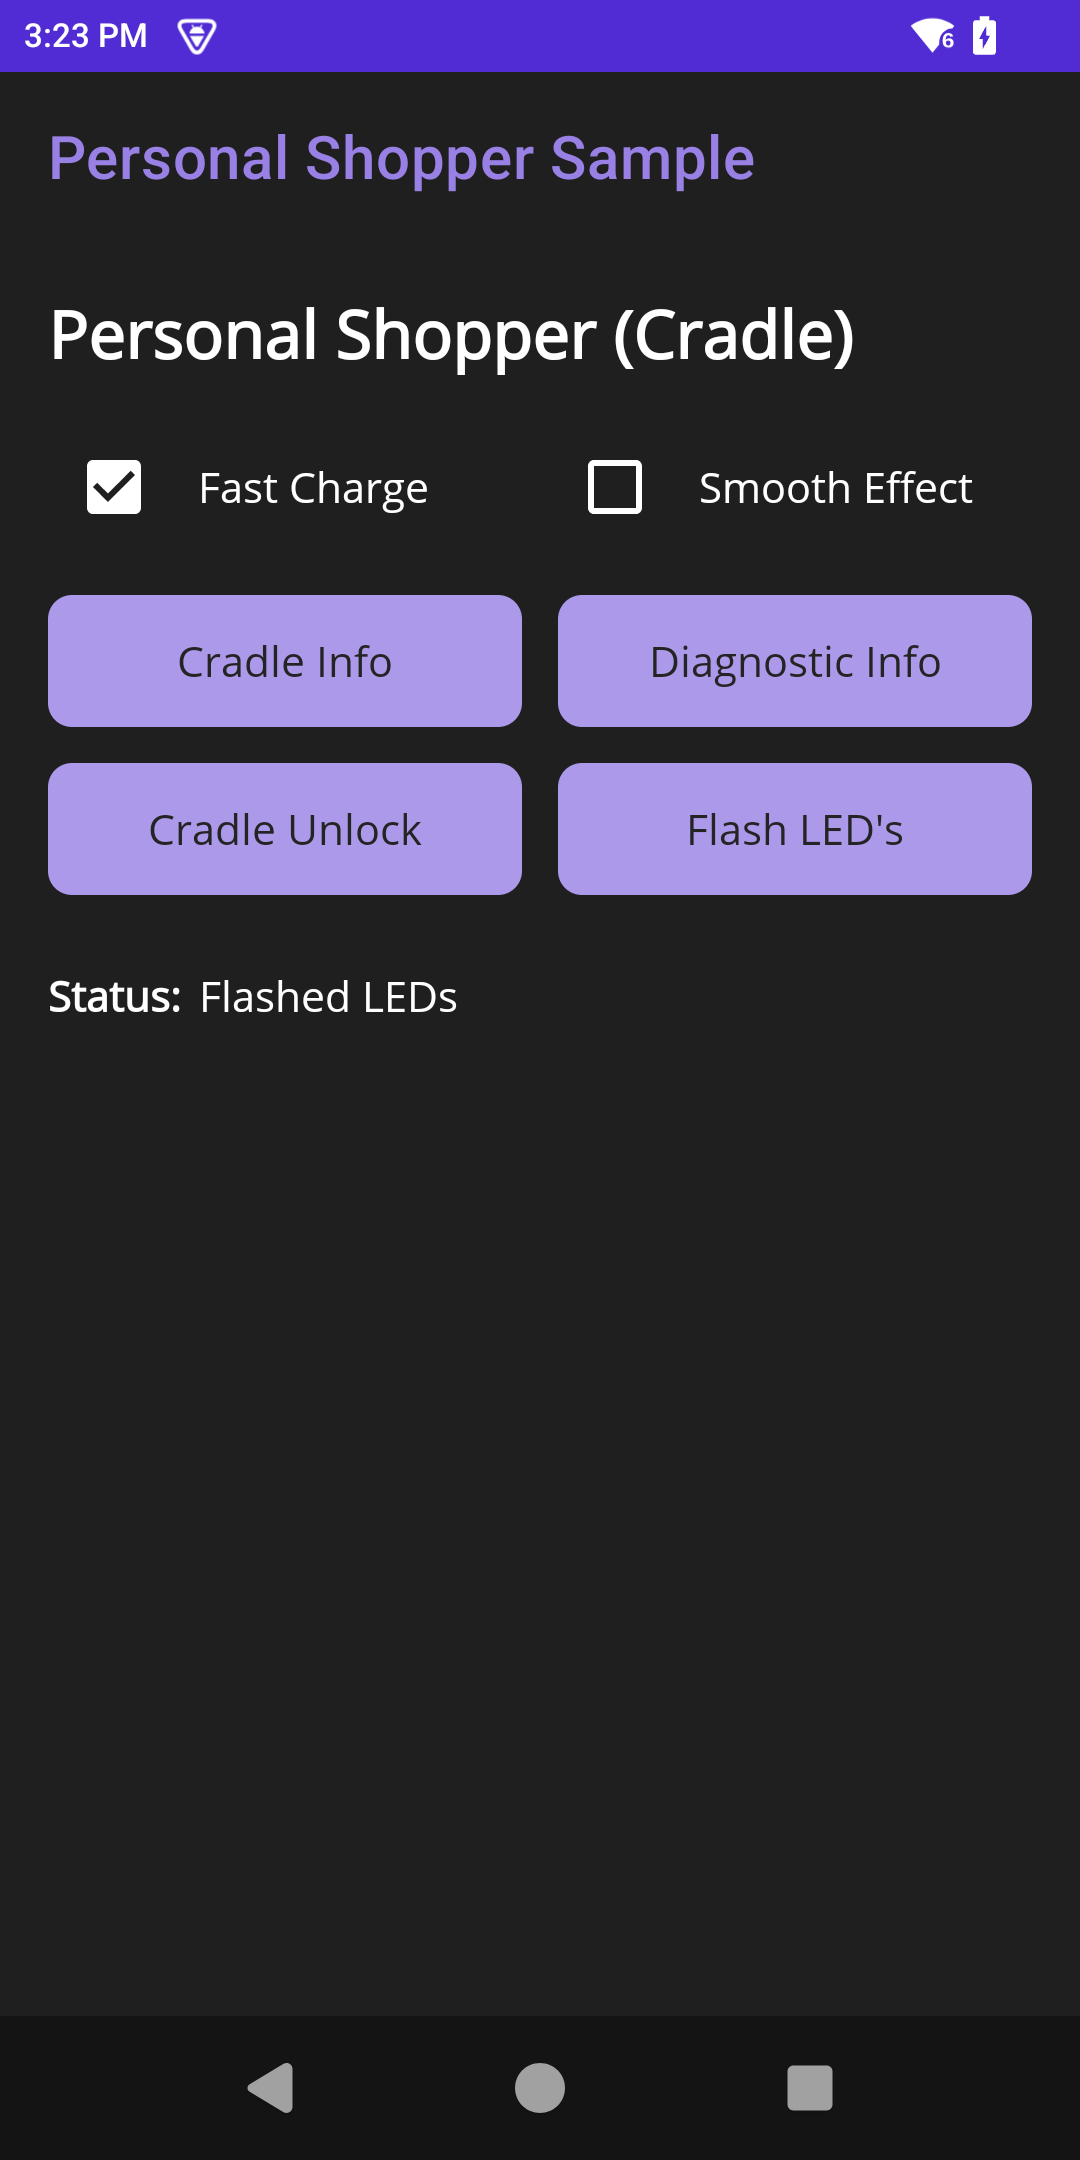 3:23 PM
6
Personal Shopper Sample
Personal Shopper (Cradle)
Fast Charge
Smooth Effect
Cradle Info
Diagnostic Info
Cradle Unlock
Flash LED's
Status: Flashed LEDs